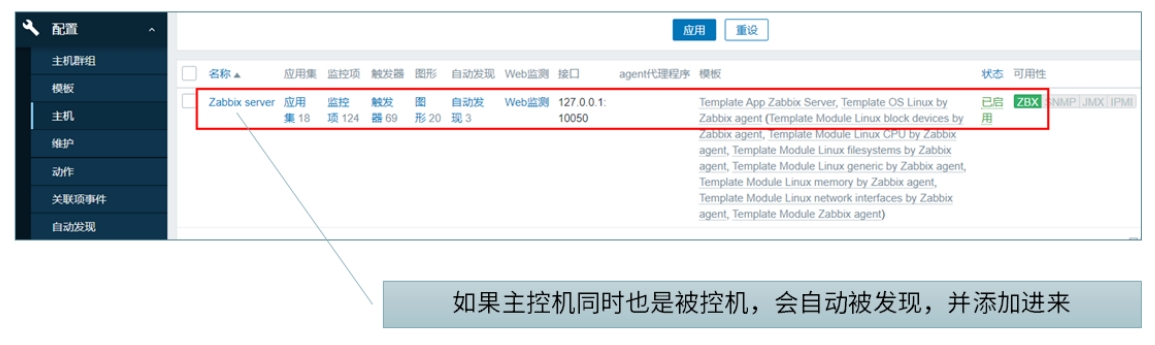 配置
应用 重设
主机群组
模板
主机
维护
动作
关联项事件
自动发现
名称▲ 应用集 监控项 触发器 图形 自动发现 Web监测 接口 agent代理程序 模板 状态 可用性
Zabbix server 应用 监控 触发 图 自动发 Web监测 127.0.0.1: Template App Zabbix Server, Template OS Linux by 已启 ZBX SNMP JMX IPMI
集 18 项 124 器 69 形 20 现 3 10050 Zabbix agent (Template Module Linux block devices by 用
Zabbix agent, Template Module Linux CPU by Zabbix
agent, Template Module Linux filesystems by Zabbix
agent, Template Module Linux generic by Zabbix agent,
Template Module Linux memory by Zabbix agent,
Template Module Linux network interfaces by Zabbix
agent, Template Module Zabbix agent)
如果主控机同时也是被控机，会自动被发现，并添加进来